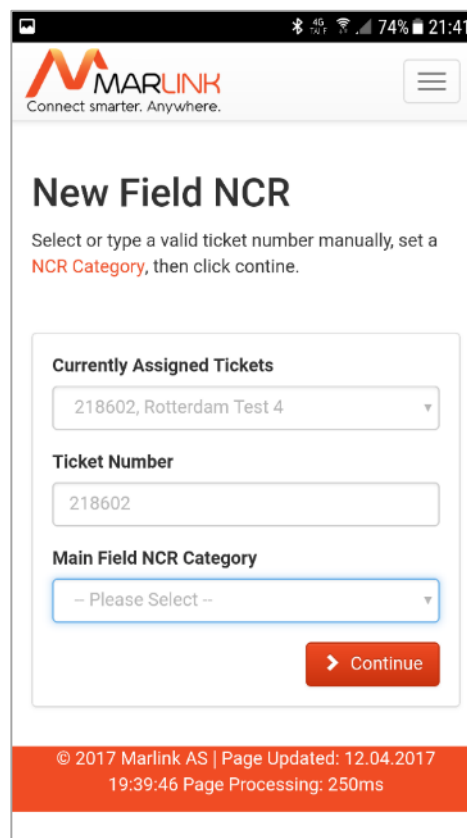 74% 21:41
MARLINK
Connect smarter. Anywhere.
New Field NCR
Select or type a valid ticket number manually, set a
NCR Category, then click contine.
Currently Assigned Tickets
218602, Rotterdam Test 4
Ticket Number
218602
Main Field NCR Category
-- Please Select --
Continue
© 2017 Marlink AS | Page Updated: 12.04.2017
19:39:46 Page Processing: 250ms